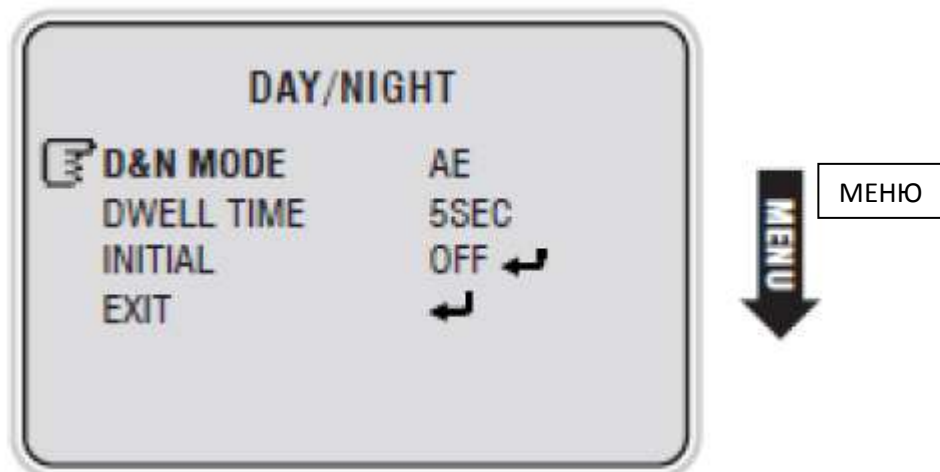 DAY/NIGHT
D&N MODE AE
DWELL TIME 5SEC
INITIAL OFF
EXIT
MENU
МЕНЮ